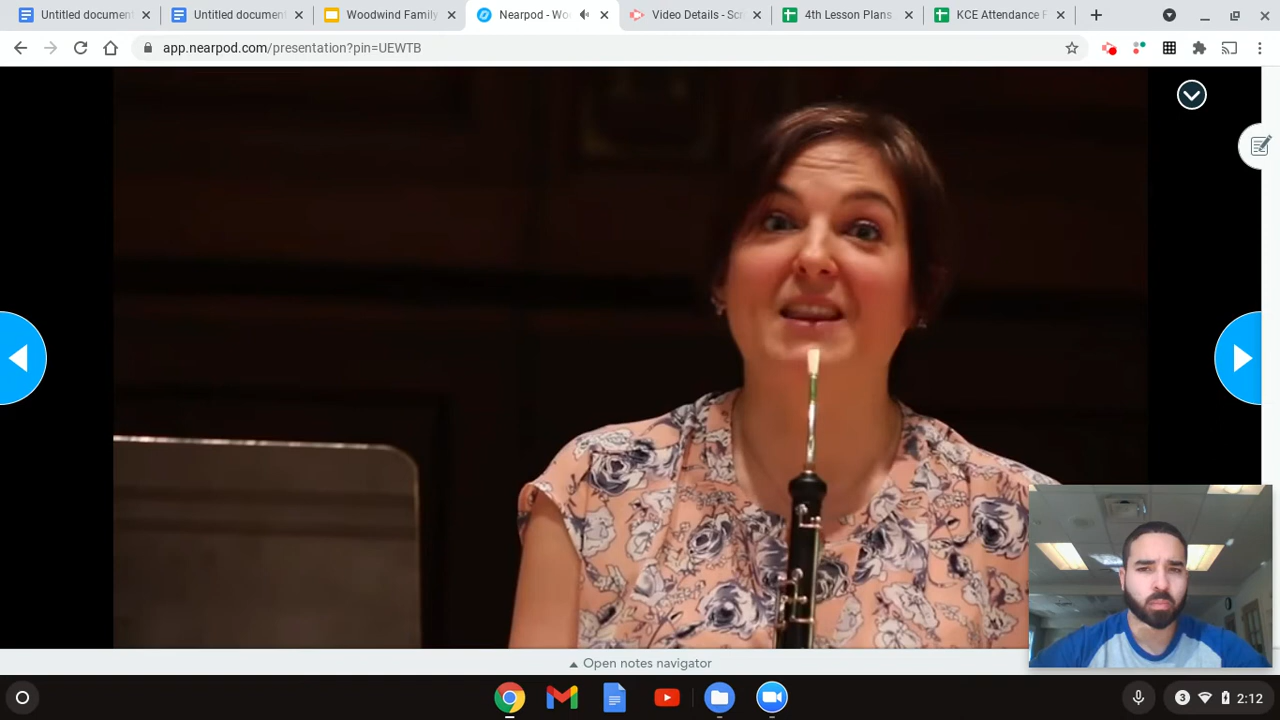 Untitled document
Untitled document
Woodwind Family
Nearpod - Wo
Video Details - Scr
4th Lesson Plans
KCE Attendance F
app.nearpod.com/presentation?pin=UEWTB
Open notes navigator
3
2:12